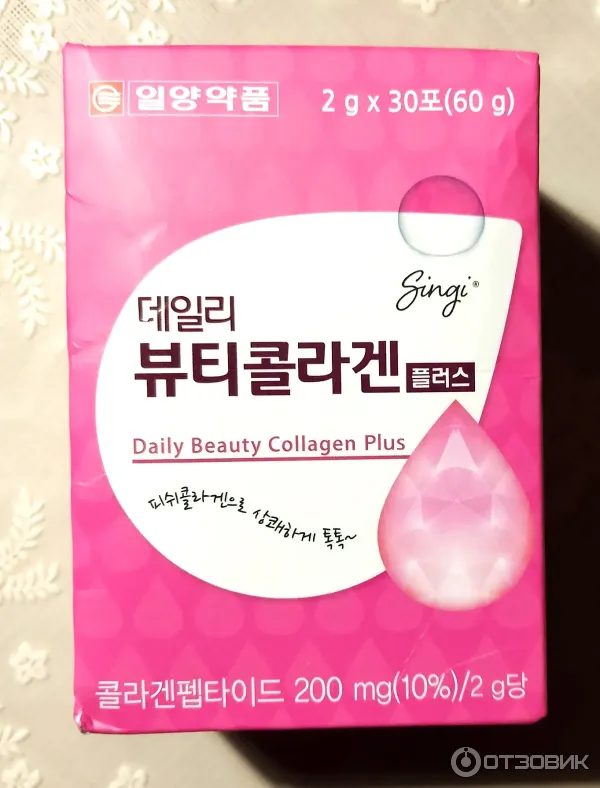 일양약품 2 g x 30포(60 g)
Singi®
데일리
뷰티콜라겐 플러스
Daily Beauty Collagen Plus
피쉬콜라겐으로 상쾌하게 톡톡~
콜라겐펩타이드 200 mg(10%)/2 g당
ОТЗОВИК